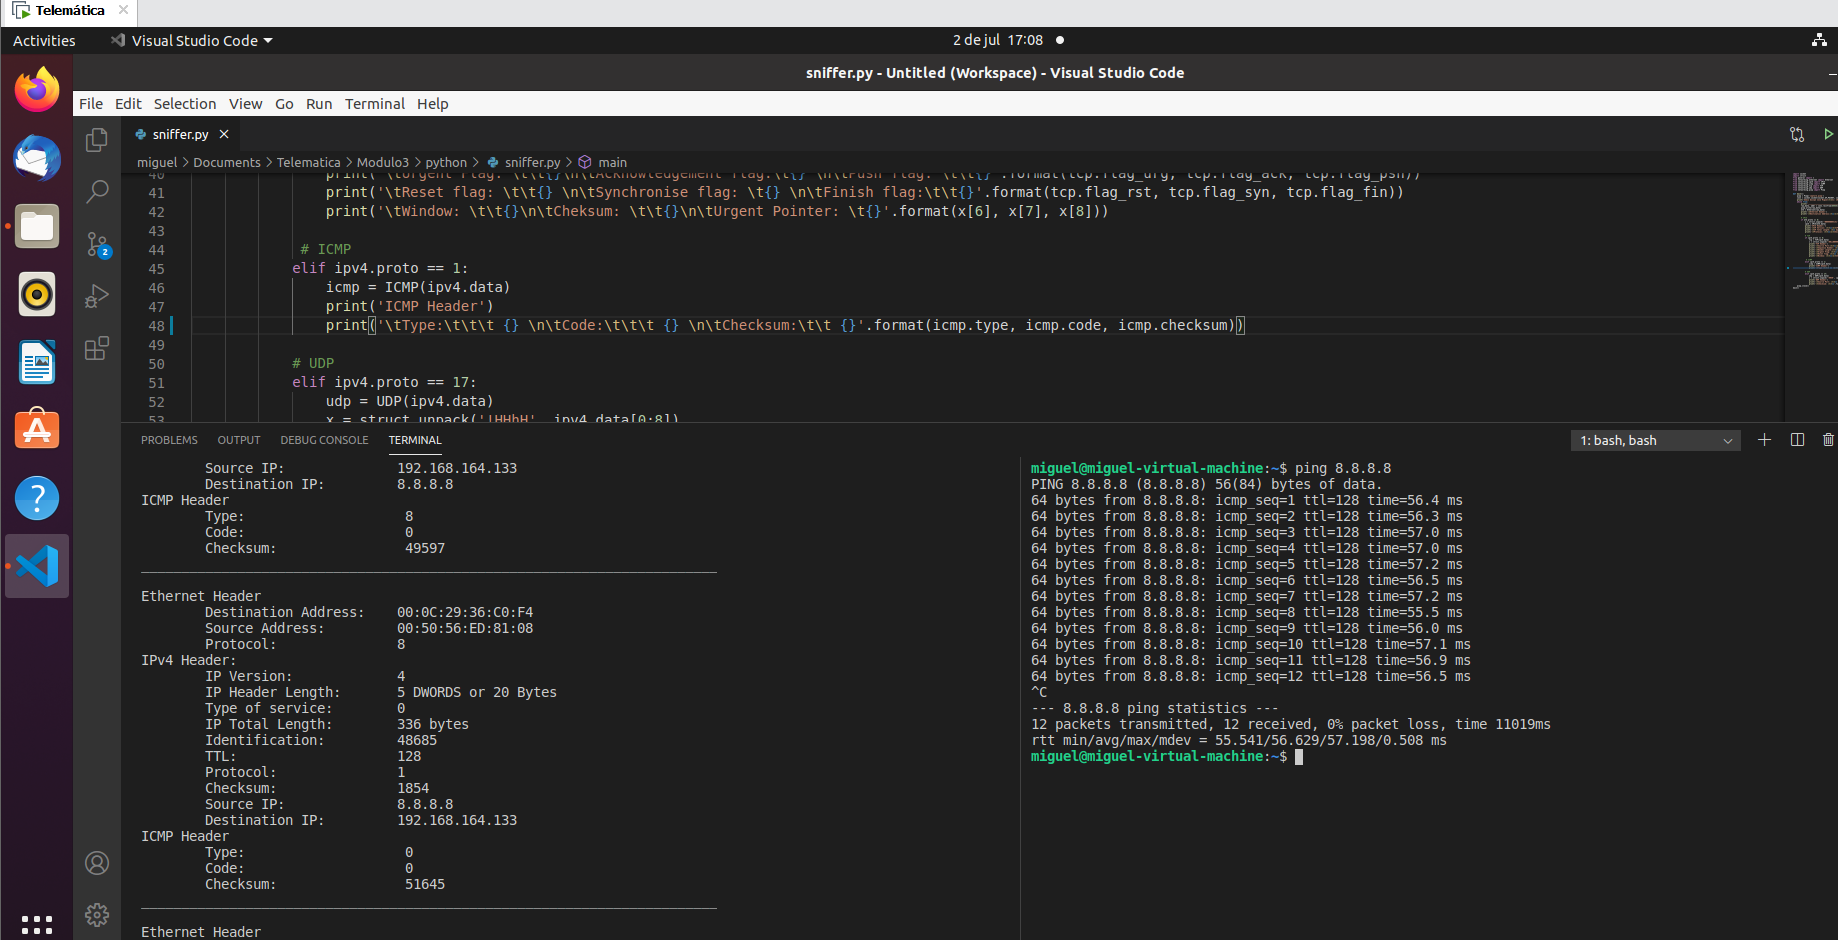 Telemática
Activities
Visual Studio Code
2 de jul 17:08
sniffer.py - Untitled (Workspace) - Visual Studio Code
File Edit Selection View Go Run Terminal Help
sniffer.py
miguel > Documents > Telematica > Modulo3 > python > sniffer.py > main
40 print('\tUrgent flag: \t\t{}\n\tAcknowledgement flag:\t{} \n\tPush flag: \t\t{}'.format(tcp.flag_urg, tcp.flag_ack, tcp.flag_psh))
41 print('\tReset flag: \t\t{} \n\tSynchronise flag: \t{} \n\tFinish flag:\t\t{}'.format(tcp.flag_rst, tcp.flag_syn, tcp.flag_fin))
42 print('\tWindow: \t\t{}\n\tCheksum: \t\t{}\n\tUrgent Pointer: \t{}'.format(x[6], x[7], x[8]))
43
44 # ICMP
45 elif ipv4.proto == 1:
46 icmp = ICMP(ipv4.data)
47 print('ICMP Header')
48 print('\tType:\t\t\t {} \n\tCode:\t\t\t {} \n\tChecksum:\t\t {}'.format(icmp.type, icmp.code, icmp.checksum))
49
50 # UDP
51 elif ipv4.proto == 17:
52 udp = UDP(ipv4.data)
53 x = struct.unpack('!HHhH', ipv4.data[0:8])
2
PROBLEMS OUTPUT DEBUG CONSOLE TERMINAL
1: bash, bash
Source IP: 192.168.164.133
Destination IP: 8.8.8.8
ICMP Header
Type: 8
Code: 0
Checksum: 49597
Ethernet Header
Destination Address: 00:0C:29:36:C0:F4
Source Address: 00:50:56:ED:81:08
Protocol: 8
IPv4 Header:
IP Version: 4
IP Header Length: 5 DWORDS or 20 Bytes
Type of service: 0
IP Total Length: 336 bytes
Identification: 48685
TTL: 128
Protocol: 1
Checksum: 1854
Source IP: 8.8.8.8
Destination IP: 192.168.164.133
ICMP Header
Type: 0
Code: 0
Checksum: 51645
Ethernet Header
miguel@miguel-virtual-machine:~$ ping 8.8.8.8
PING 8.8.8.8 (8.8.8.8) 56(84) bytes of data.
64 bytes from 8.8.8.8: icmp_seq=1 ttl=128 time=56.4 ms
64 bytes from 8.8.8.8: icmp_seq=2 ttl=128 time=56.3 ms
64 bytes from 8.8.8.8: icmp_seq=3 ttl=128 time=57.0 ms
64 bytes from 8.8.8.8: icmp_seq=4 ttl=128 time=57.0 ms
64 bytes from 8.8.8.8: icmp_seq=5 ttl=128 time=57.2 ms
64 bytes from 8.8.8.8: icmp_seq=6 ttl=128 time=56.5 ms
64 bytes from 8.8.8.8: icmp_seq=7 ttl=128 time=57.2 ms
64 bytes from 8.8.8.8: icmp_seq=8 ttl=128 time=55.5 ms
64 bytes from 8.8.8.8: icmp_seq=9 ttl=128 time=56.0 ms
64 bytes from 8.8.8.8: icmp_seq=10 ttl=128 time=57.1 ms
64 bytes from 8.8.8.8: icmp_seq=11 ttl=128 time=56.9 ms
64 bytes from 8.8.8.8: icmp_seq=12 ttl=128 time=56.5 ms
^C
--- 8.8.8.8 ping statistics ---
12 packets transmitted, 12 received, 0% packet loss, time 11019ms
rtt min/avg/max/mdev = 55.541/56.629/57.198/0.508 ms
miguel@miguel-virtual-machine:~$